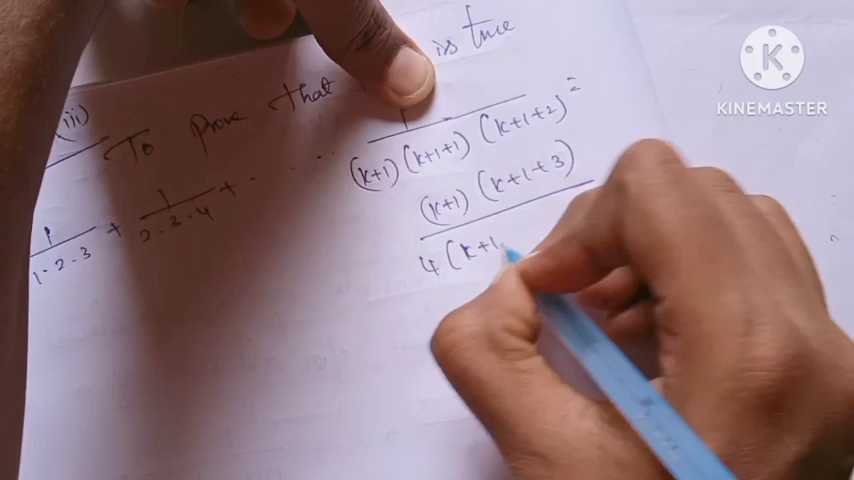 (iii) To prove that is true
1/1-2-3 + 1/2-3-4 + ..... 1/(k+1)(k+1+1)(k+1+2) =
(k+1)(k+1+3)
4(k+1
K
KINEMASTER